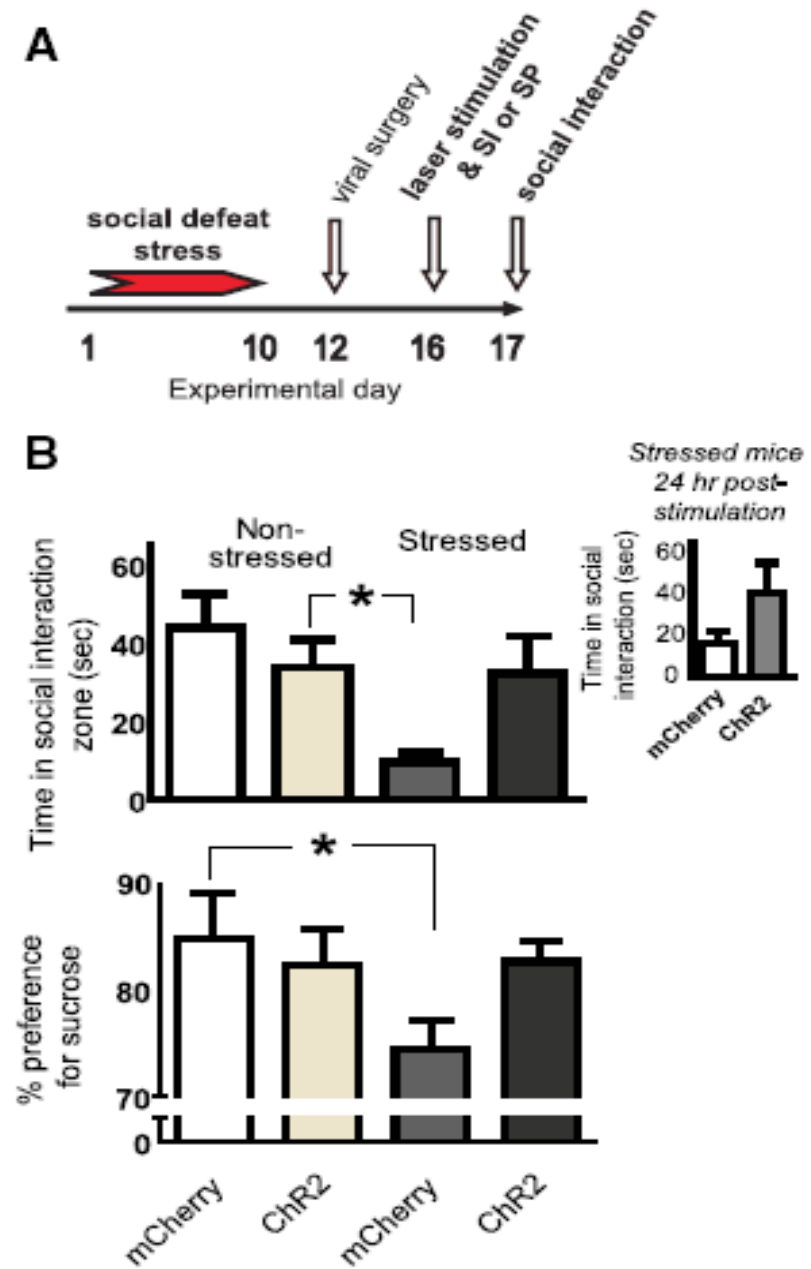 A
viral surgery
laser stimulation
& SI or SP
social interaction
social defeat
stress
1 10 12 16 17
Experimental day
B
Non-
stressed
Stressed
*
Time in social interaction
zone (sec)
60
40
20
0
Stressed mice
24 hr post-
stimulation
Time in social
interaction (sec)
60
40
20
0
mCherry
ChR2
*
% preference
for sucrose
90
80
70
0
mCherry
ChR2
mCherry
ChR2